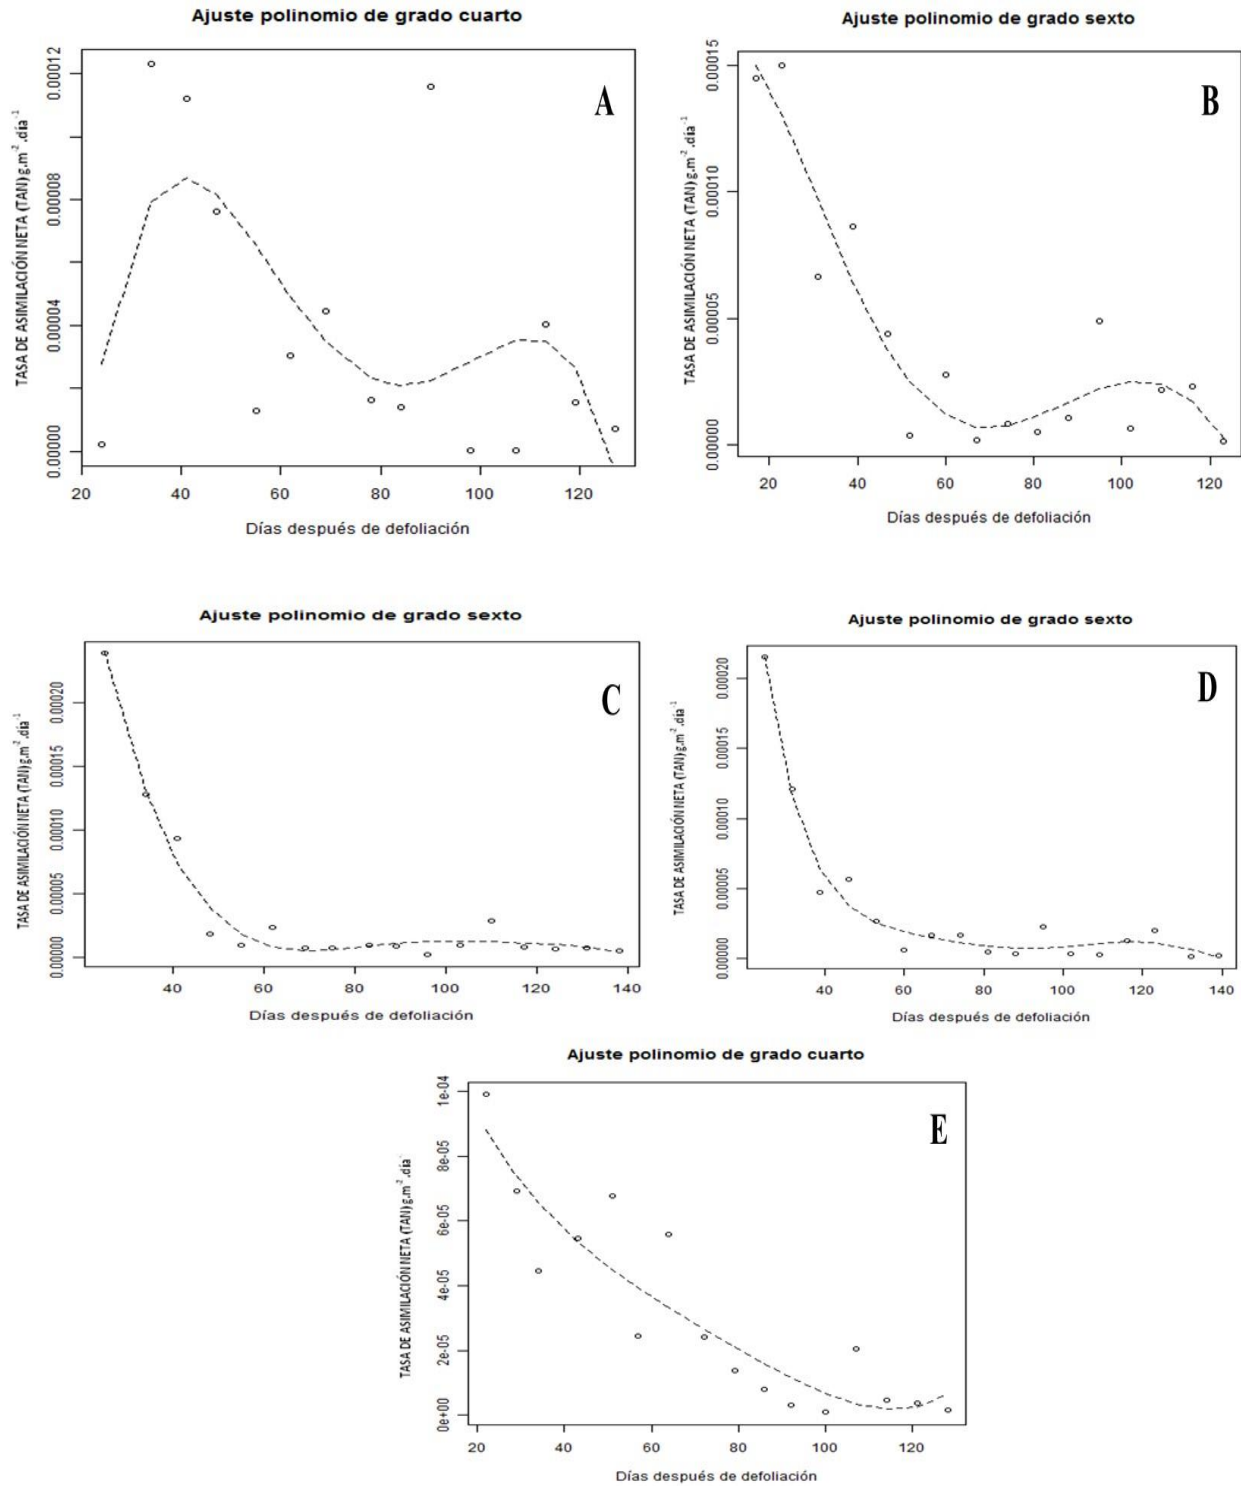 Ajuste polinomio de grado cuarto
A
TASA DE ASIMILACIÓN NETA (TAN)g.m-2.día-1
0.00000
0.00004
0.00008
0.00012
20 40 60 80 100 120
Días después de defoliación
Ajuste polinomio de grado sexto
B
TASA DE ASIMILACIÓN NETA (TAN)g.m-2.día-1
0.00000
0.00005
0.00010
0.00015
20 40 60 80 100 120
Días después de defoliación
Ajuste polinomio de grado sexto
C
TASA DE ASIMILACIÓN NETA (TAN)g.m-2.día-1
0.00000
0.00005
0.00010
0.00015
0.00020
40 60 80 100 120 140
Días después de defoliación
Ajuste polinomio de grado sexto
D
TASA DE ASIMILACIÓN NETA (TAN)g.m-2.día-1
0.00000
0.00005
0.00010
0.00015
0.00020
40 60 80 100 120 140
Días después de defoliación
Ajuste polinomio de grado cuarto
E
TASA DE ASIMILACIÓN NETA (TAN)g.m-2.día-1
0e+00
2e-05
4e-05
6e-05
8e-05
1e-04
20 40 60 80 100 120
Días después de defoliación